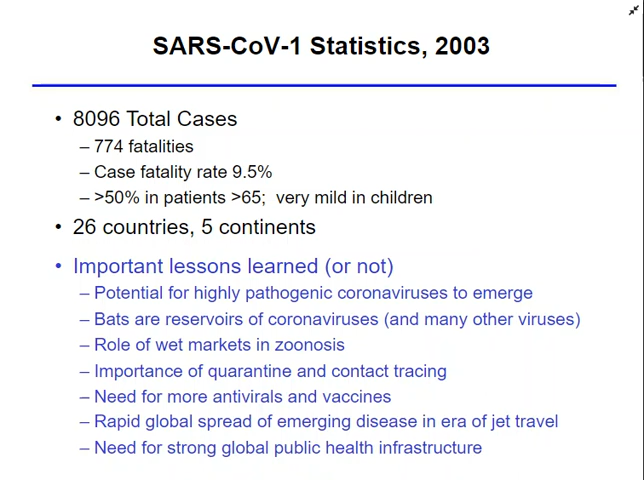 SARS-CoV-1 Statistics, 2003
• 8096 Total Cases
– 774 fatalities
– Case fatality rate 9.5%
– >50% in patients >65;  very mild in children
• 26 countries, 5 continents
• Important lessons learned (or not)
– Potential for highly pathogenic coronaviruses to emerge
– Bats are reservoirs of coronaviruses (and many other viruses)
– Role of wet markets in zoonosis
– Importance of quarantine and contact tracing
– Need for more antivirals and vaccines
– Rapid global spread of emerging disease in era of jet travel
– Need for strong global public health infrastructure